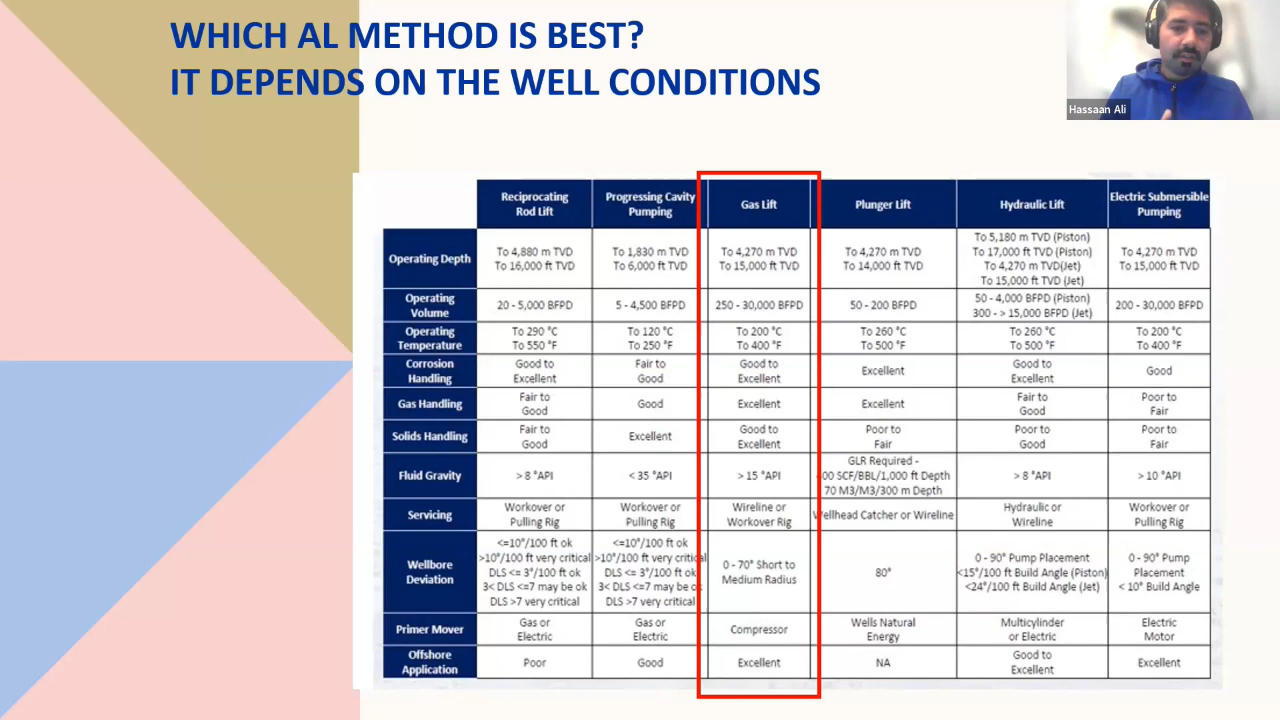 WHICH AL METHOD IS BEST?
IT DEPENDS ON THE WELL CONDITIONS
Hassaan Ali
Reciprocating
Rod Lift
Progressing Cavity
Pumping
Gas Lift
Plunger Lift
Hydraulic Lift
Electric Submersible
Pumping
Operating Depth
To 4,880 m TVD
To 16,000 ft TVD
To 1,830 m TVD
To 6,000 ft TVD
To 4,270 m TVD
To 15,000 ft TVD
To 4,270 m TVD
To 14,000 ft TVD
To 5,180 m TVD (Piston)
To 17,000 ft TVD (Piston)
To 4,270 m TVD(Jet)
To 15,000 ft TVD (Jet)
To 4,270 m TVD
To 15,000 ft TVD
Operating
Volume
20 - 5,000 BFPD
5 - 4,500 BFPD
250 - 30,000 BFPD
50 - 200 BFPD
50 - 4,000 BFPD (Piston)
300 - > 15,000 BFPD (Jet)
200 - 30,000 BFPD
Operating
Temperature
To 290 °C
To 550 °F
To 120 °C
To 250 °F
To 200 °C
To 400 °F
To 260 °C
To 500 °F
To 260 °C
To 500 °F
To 200 °C
To 400 °F
Corrosion
Handling
Good to
Excellent
Fair to
Good
Good to
Excellent
Excellent
Good to
Excellent
Good
Gas Handling
Fair to
Good
Good
Excellent
Excellent
Fair to
Good
Poor to
Fair
Solids Handling
Fair to
Good
Excellent
Good to
Excellent
Poor to
Fair
Poor to
Good
Poor to
Fair
Fluid Gravity
> 8 °API
< 35 °API
> 15 °API
GLR Required -
SCF/BBL/1,000 ft Depth
70 M3/M3/300 m Depth
> 8 °API
> 10 °API
Servicing
Workover or
Pulling Rig
Workover or
Pulling Rig
Wireline or
Workover Rig
Wellhead Catcher or Wireline
Hydraulic or
Wireline
Workover or
Pulling Rig
Wellbore
Deviation
<=10°/100 ft ok
>10°/100 ft very critical
DLS <= 3°/100 ft ok
3< DLS <=7 may be ok
DLS >7 very critical
<=10°/100 ft ok
>10°/100 ft very critical
DLS <= 3°/100 ft ok
3< DLS <=7 may be ok
DLS >7 very critical
0 - 70° Short to
Medium Radius
80°
0 - 90° Pump Placement
<15°/100 ft Build Angle (Piston)
<24°/100 ft Build Angle (Jet)
0 - 90° Pump
Placement
< 10° Build Angle
Primer Mover
Gas or
Electric
Gas or
Electric
Compressor
Wells Natural
Energy
Multicylinder
or Electric
Electric
Motor
Offshore
Application
Poor
Good
Excellent
NA
Good to
Excellent
Excellent